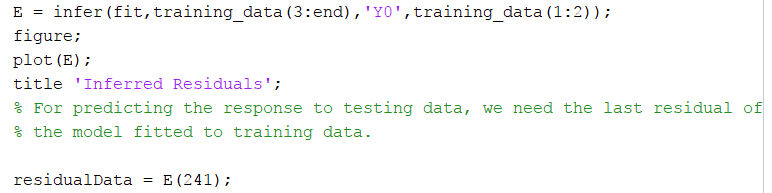 E = infer(fit,training_data(3:end),'Y0',training_data(1:2));
figure;
plot(E);
title 'Inferred Residuals';
% For predicting the response to testing data, we need the last residual of
% the model fitted to training data.
residualData = E(241);